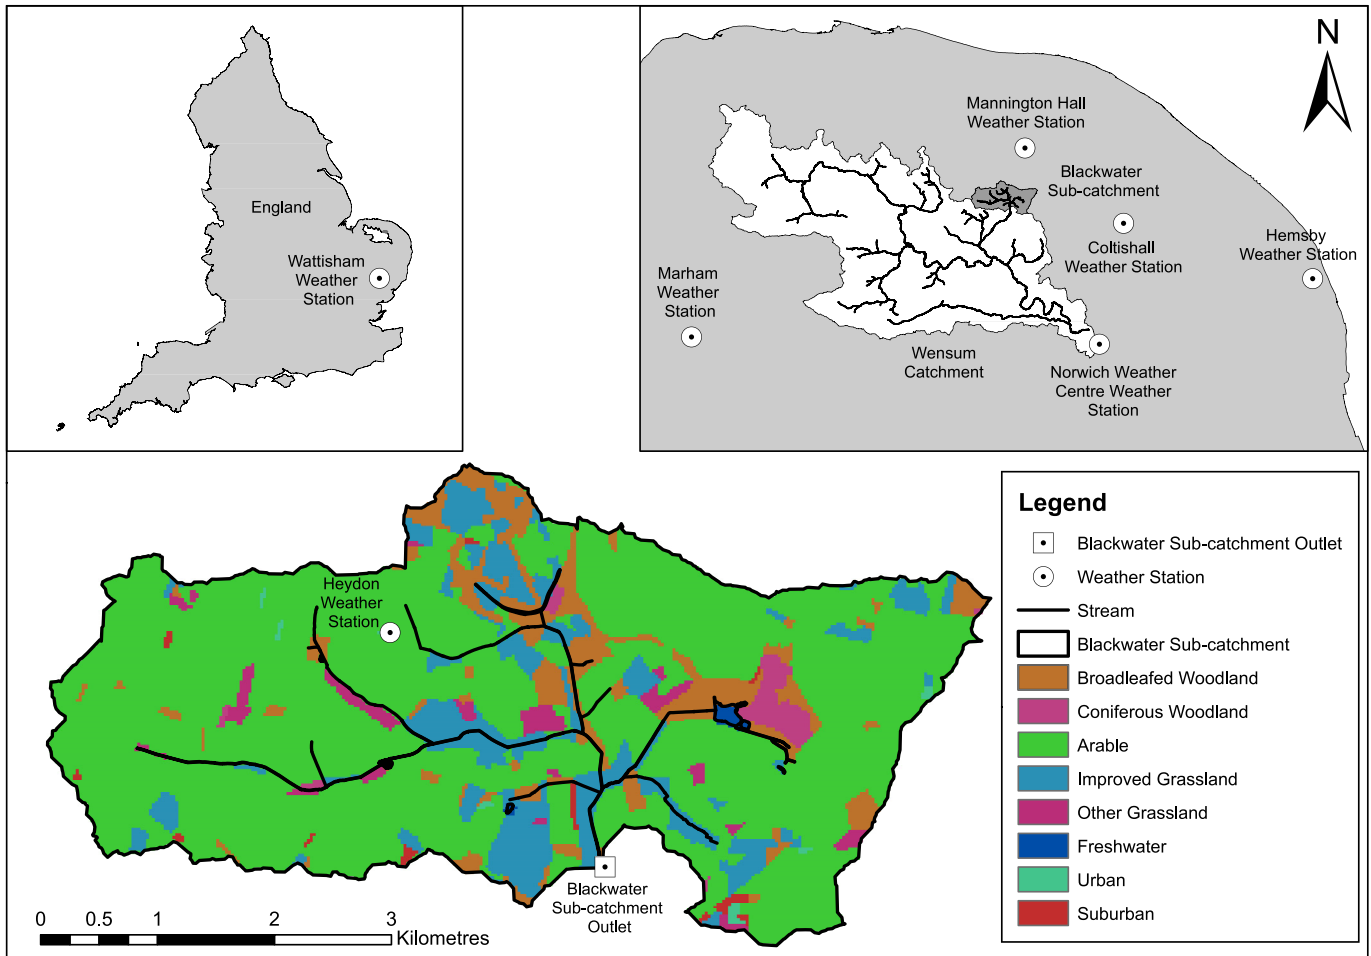 England
Wattisham
Weather
Station
N
Mannington Hall
Weather Station
Blackwater
Sub-catchment
Coltishall
Weather Station
Hemsby
Weather Station
Marham
Weather
Station
Wensum
Catchment
Norwich Weather
Centre Weather
Station
Heydon
Weather
Station
Blackwater
Sub-catchment
Outlet
0 0.5 1 2 3
Kilometres
Legend
Blackwater Sub-catchment Outlet
Weather Station
Stream
Blackwater Sub-catchment
Broadleafed Woodland
Coniferous Woodland
Arable
Improved Grassland
Other Grassland
Freshwater
Urban
Suburban